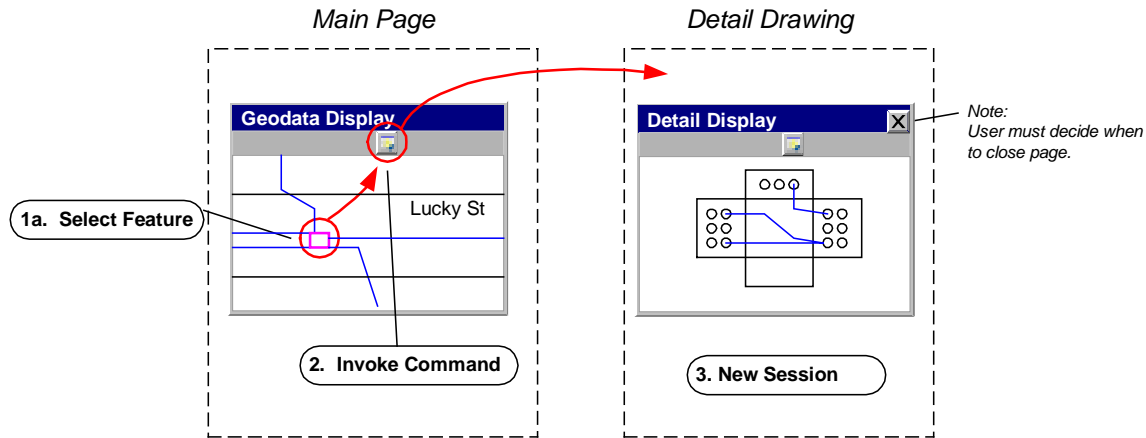 Main Page
Detail Drawing
Geodata Display
Detail Display
Note:
User must decide when
to close page.
Lucky St
1a. Select Feature
2. Invoke Command
3. New Session